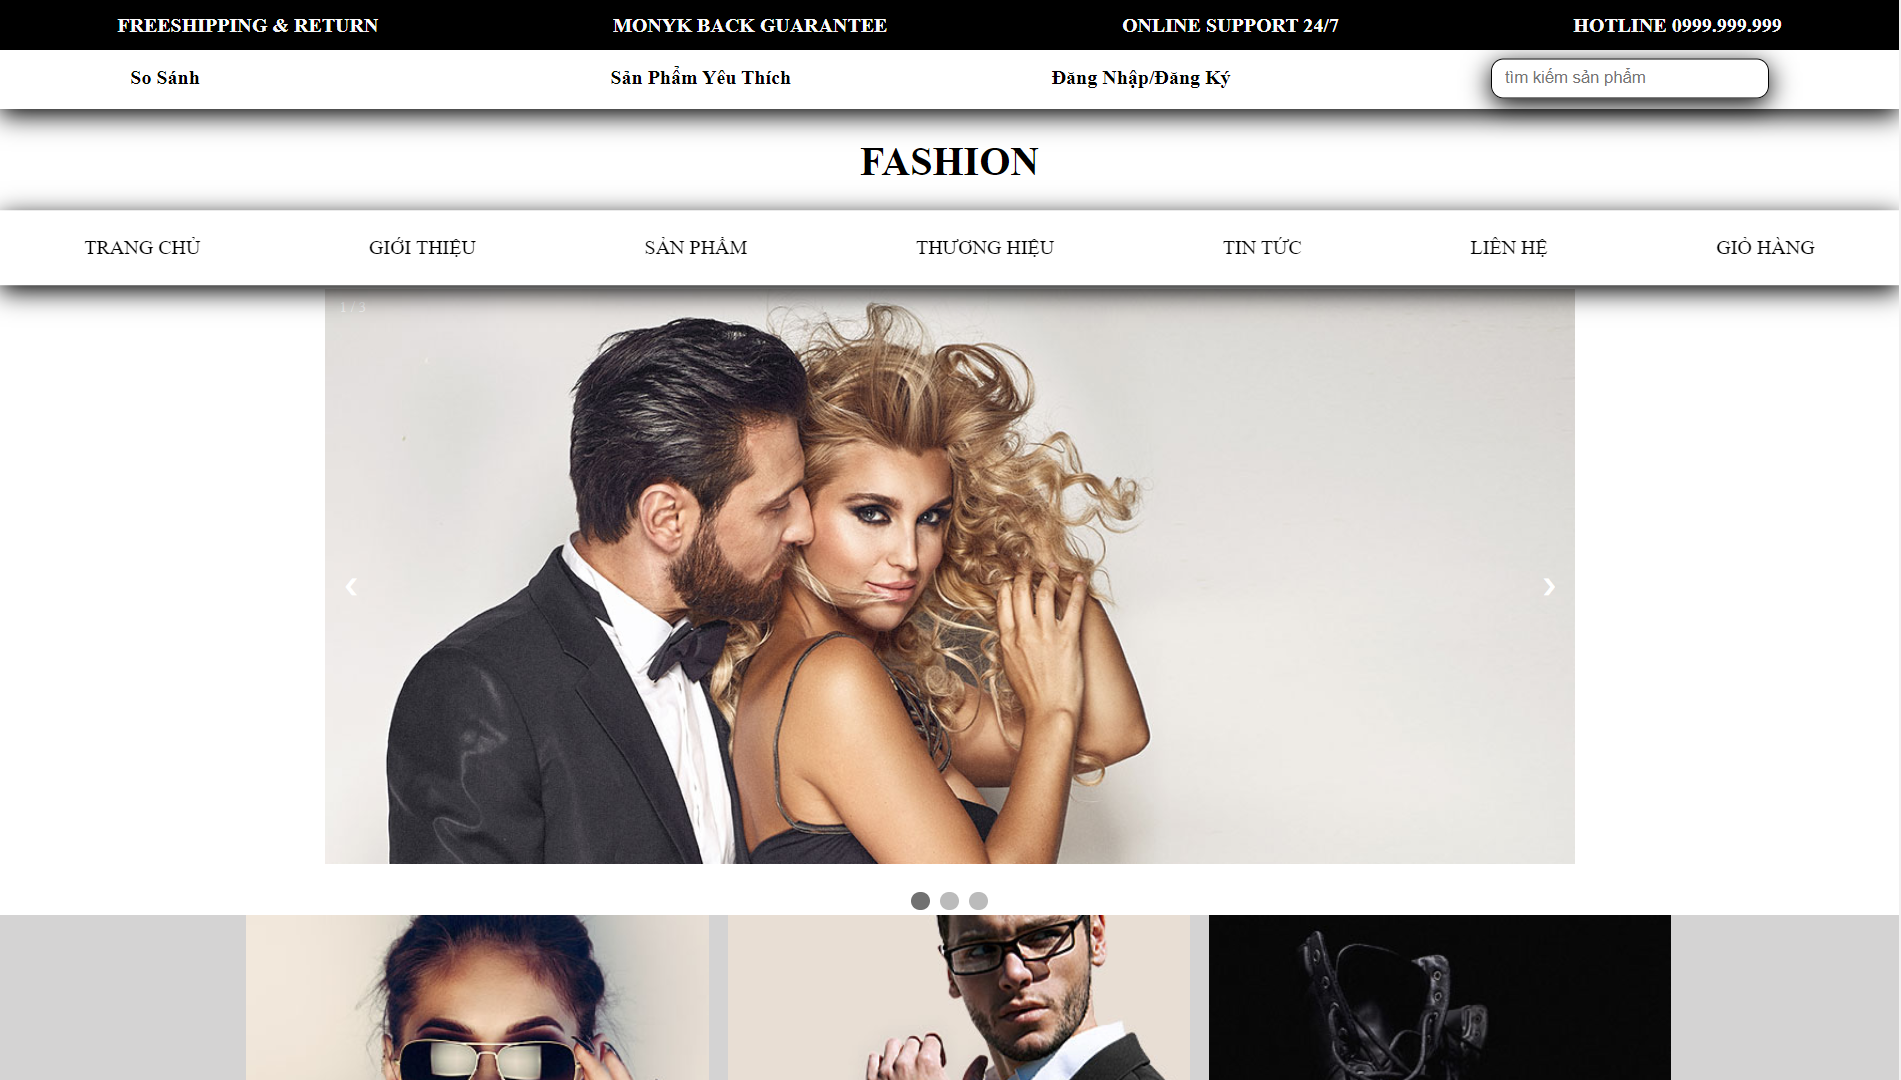 FREESHIPPING & RETURN MONYK BACK GUARANTEE ONLINE SUPPORT 24/7 HOTLINE 0999.999.999
So Sánh Sản Phẩm Yêu Thích Đăng Nhập/Đăng Ký tìm kiếm sản phẩm
FASHION
TRANG CHỦ GIỚI THIỆU SẢN PHẨM THƯƠNG HIỆU TIN TỨC LIÊN HỆ GIỎ HÀNG
1 / 3
❮ ❯